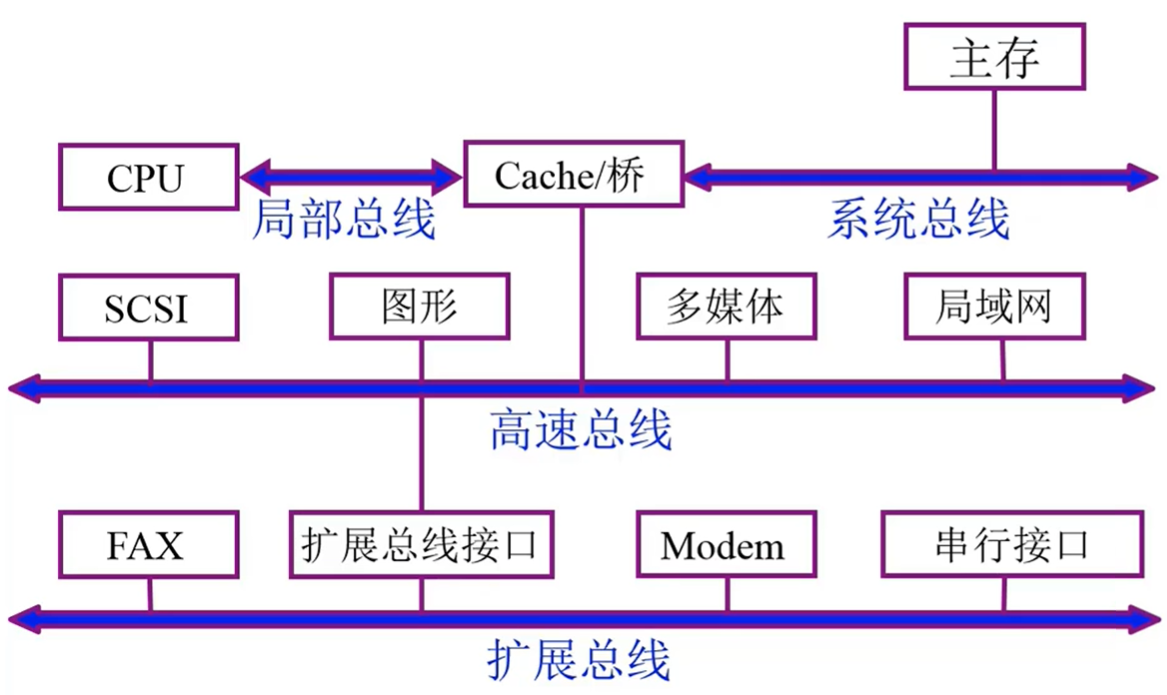 主存
CPU
Cache/桥
局部总线
系统总线
SCSI
图形
多媒体
局域网
高速总线
FAX
扩展总线接口
Modem
串行接口
扩展总线